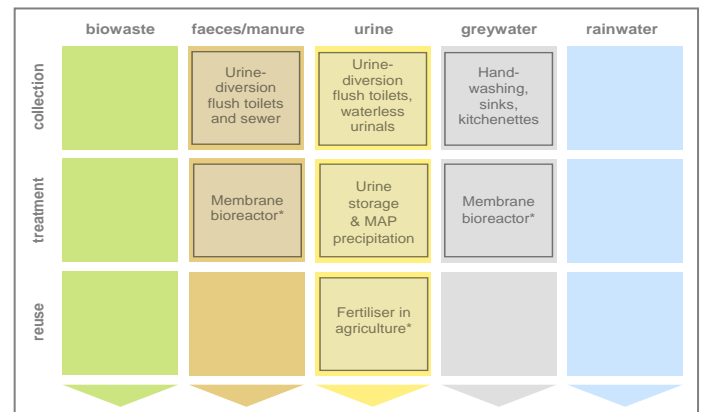 biowaste faeces/manure urine greywater rainwater
collection
Urine-
diversion
flush toilets
and sewer
Urine-
diversion
flush toilets,
waterless
urinals
Hand-
washing,
sinks,
kitchenettes
treatment
Membrane
bioreactor*
Urine
storage
& MAP
precipitation
Membrane
bioreactor*
reuse
Fertiliser in
agriculture*